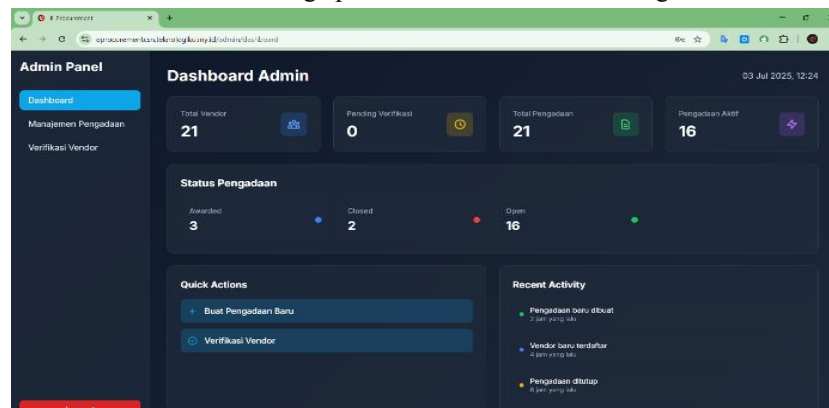 E Procurement
eprocurementcsn.teknologikuany.id/admin/dashboard
Admin Panel
Dashboard Admin
03 Jul 2025, 12:24
Dashboard
Manajemen Pengadaan
Verifikasi Vendor
Total Vendor
21
Pending Verifikasi
0
Total Pengadaan
21
Pengadaan Aktif
16
Status Pengadaan
Awarded
3
Closed
2
Open
16
Quick Actions
Buat Pengadaan Baru
Verifikasi Vendor
Recent Activity
Pengadaan baru dibuat
2 jam yang lalu
Vendor baru terdaftar
4 jam yang lalu
Pengadaan ditutup
6 jam yang lalu